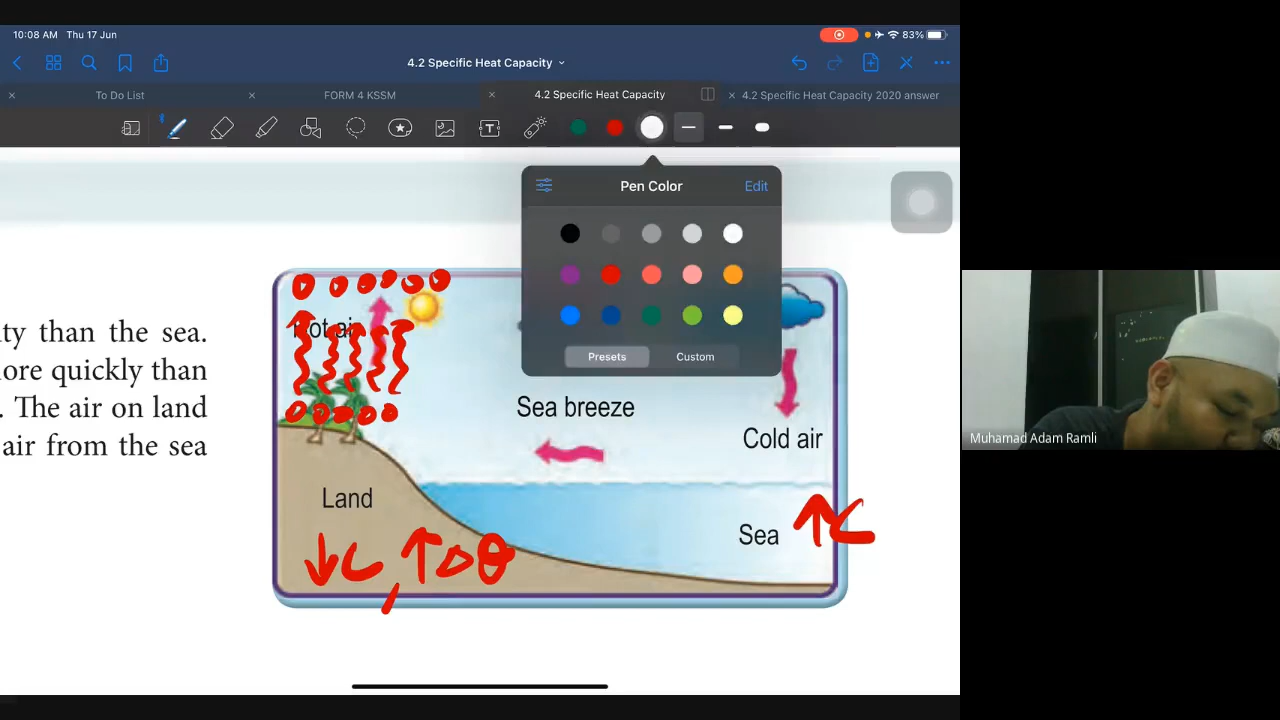 10:08 AM Thu 17 Jun
83%
4.2 Specific Heat Capacity
To Do List
FORM 4 KSSM
4.2 Specific Heat Capacity
4.2 Specific Heat Capacity 2020 answer
Pen Color
Edit
Presets
Custom
ty than the sea.
ore quickly than
. The air on land
air from the sea
Hot air
Sea breeze
Cold air
Land
Sea
↑C
↓C, ↑Δθ
Muhamad Adam Ramli